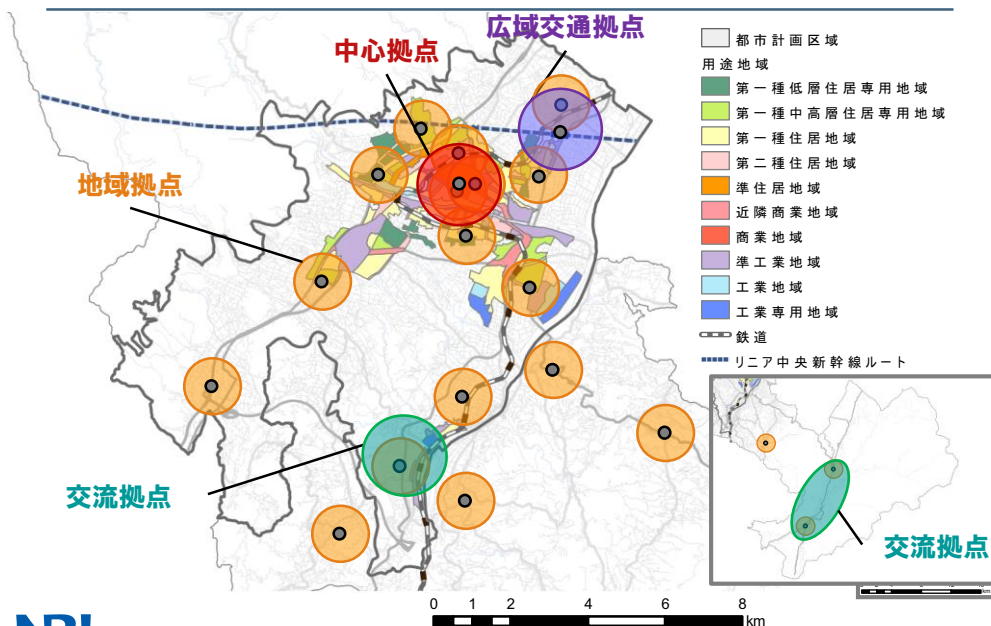 広域交通拠点
中心拠点
地域拠点
交流拠点
都市計画区域
用途地域
第一種低層住居専用地域
第一種中高層住居専用地域
第一種住居地域
第二種住居地域
準住居地域
近隣商業地域
商業地域
準工業地域
工業地域
工業専用地域
鉄道
リニア中央新幹線ルート
交流拠点
km
0 1 2 4 6 8
km